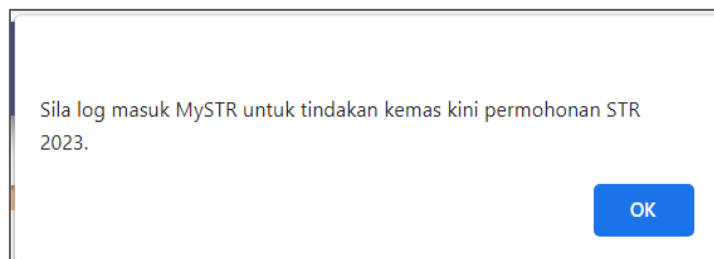 Sila log masuk MySTR untuk tindakan kemas kini permohonan STR
2023.
OK